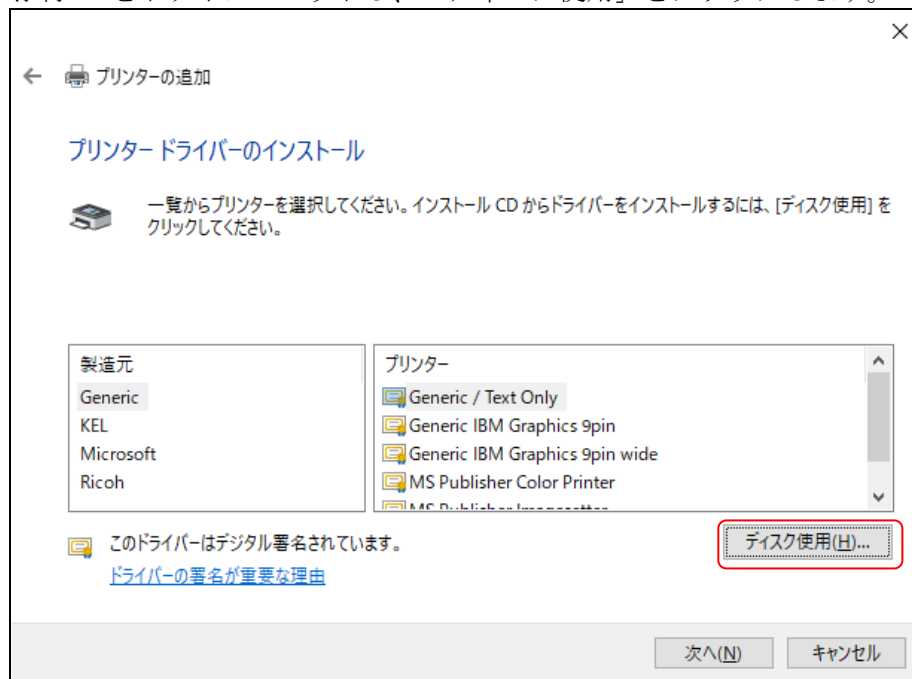 プリンターの追加
プリンター ドライバーのインストール
一覧からプリンターを選択してください。インストール CD からドライバーをインストールするには、[ディスク使用] を
クリックしてください。
製造元
Generic
KEL
Microsoft
Ricoh
プリンター
Generic / Text Only
Generic IBM Graphics 9pin
Generic IBM Graphics 9pin wide
MS Publisher Color Printer
MS Publisher Imagesetter
このドライバーはデジタル署名されています。
ディスク使用(H)...
ドライバーの署名が重要な理由
次へ(N)
キャンセル